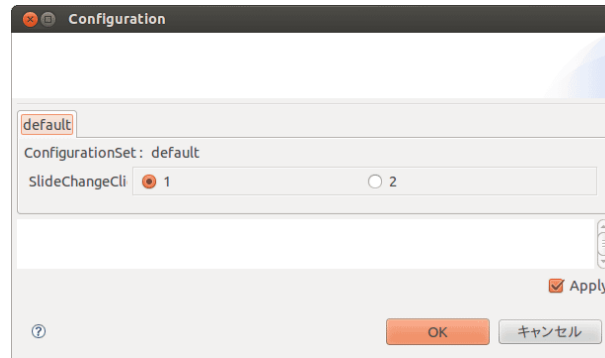 Configuration
default
ConfigurationSet: default
SlideChangeCli 1 2
Apply
OK キャンセル